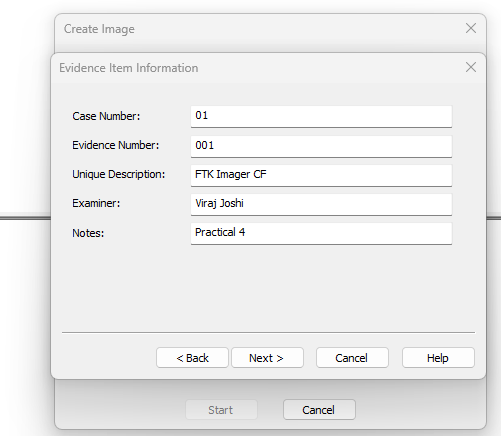 Create Image
Evidence Item Information
Case Number: 01
Evidence Number: 001
Unique Description: FTK Imager CF
Examiner: Viraj Joshi
Notes: Practical 4
< Back Next > Cancel Help
Start Cancel